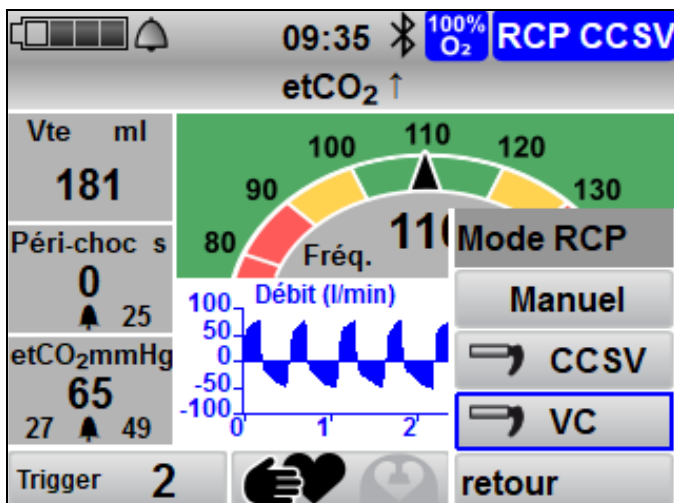 09:35 100% O₂ RCP CCSV
etCO₂ ↑
Vte ml
181
Péri-choc s
0
25
etCO₂mmHg
65
27 49
80 90 100 110 120 130
Fréq.
Débit (l/min)
100
50
0
-50
-100
0' 1' 2'
Mode RCP
Manuel
CCSV
VC
retour
Trigger 2